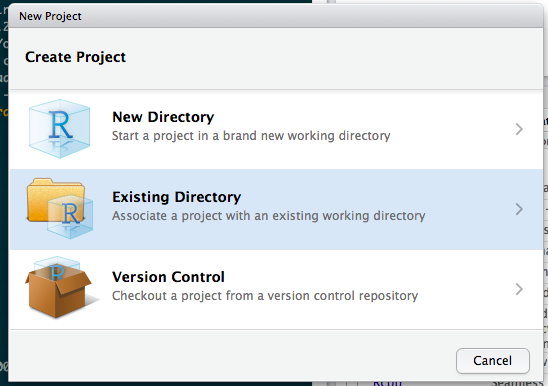 New Project
Create Project
R
New Directory
Start a project in a brand new working directory
R
Existing Directory
Associate a project with an existing working directory
R
Version Control
Checkout a project from a version control repository
Cancel